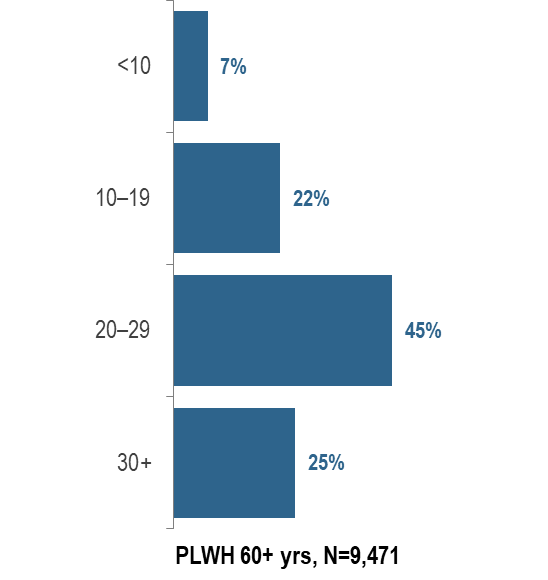 <10 7%
10–19 22%
20–29 45%
30+ 25%
PLWH 60+ yrs, N=9,471